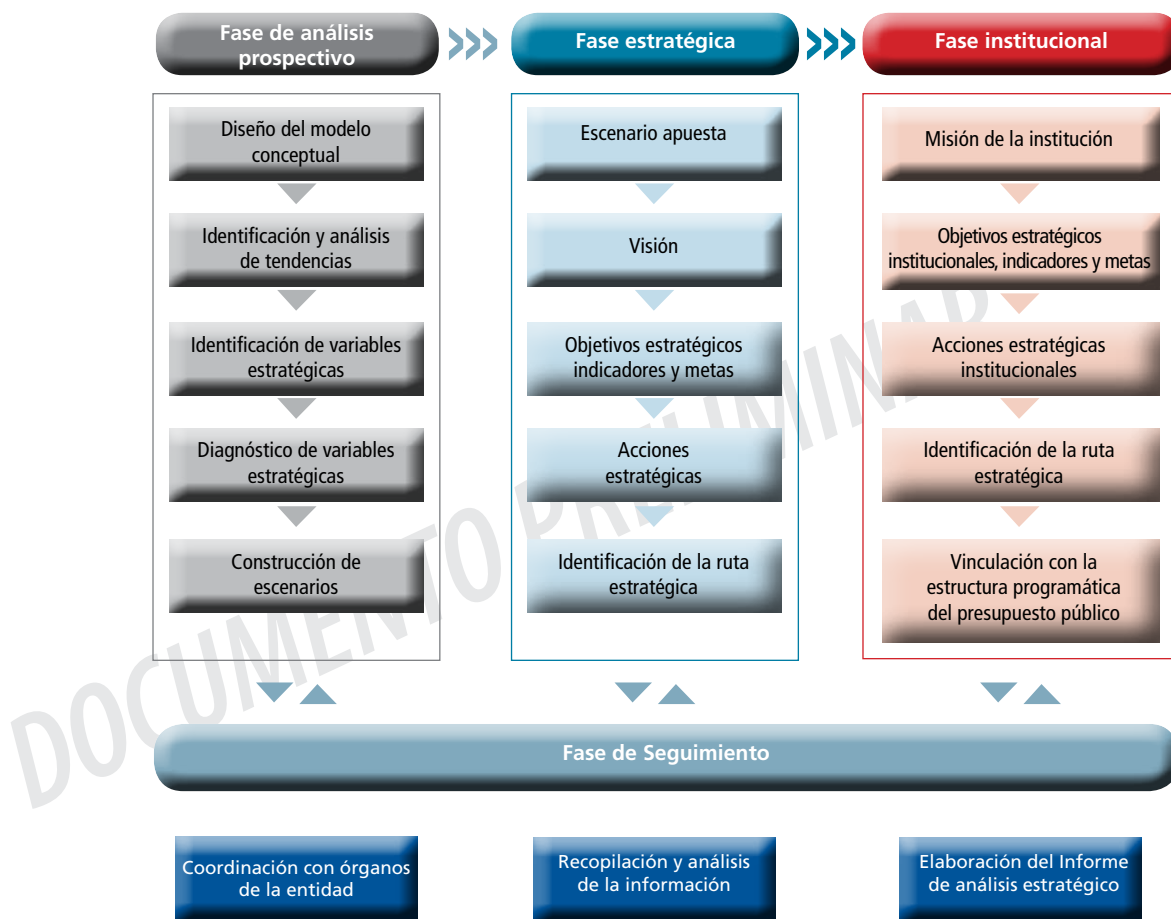 Fase de análisis
prospectivo
Fase estratégica
Fase institucional
Diseño del modelo
conceptual
Identificación y análisis
de tendencias
Identificación de variables
estratégicas
Diagnóstico de variables
estratégicas
Construcción de
escenarios
Escenario apuesta
Visión
Objetivos estratégicos
indicadores y metas
Acciones
estratégicas
Identificación de la ruta
estratégica
Misión de la institución
Objetivos estratégicos
institucionales, indicadores y metas
Acciones estratégicas
institucionales
Identificación de la ruta
estratégica
Vinculación con la
estructura programática
del presupuesto público
DOCUMENTO PRELIMINAR
Fase de Seguimiento
Coordinación con órganos
de la entidad
Recopilación y análisis
de la información
Elaboración del Informe
de análisis estratégico